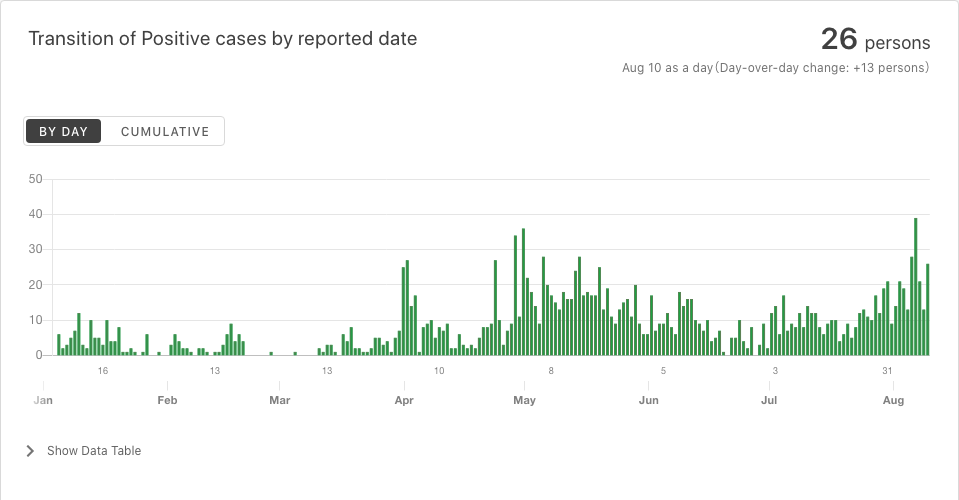 Transition of Positive cases by reported date
26 persons
Aug 10 as a day(Day-over-day change: +13 persons)
BY DAY CUMULATIVE
50
40
30
20
10
0
16 13 13 10 8 5 3 31
Jan Feb Mar Apr May Jun Jul Aug
Show Data Table